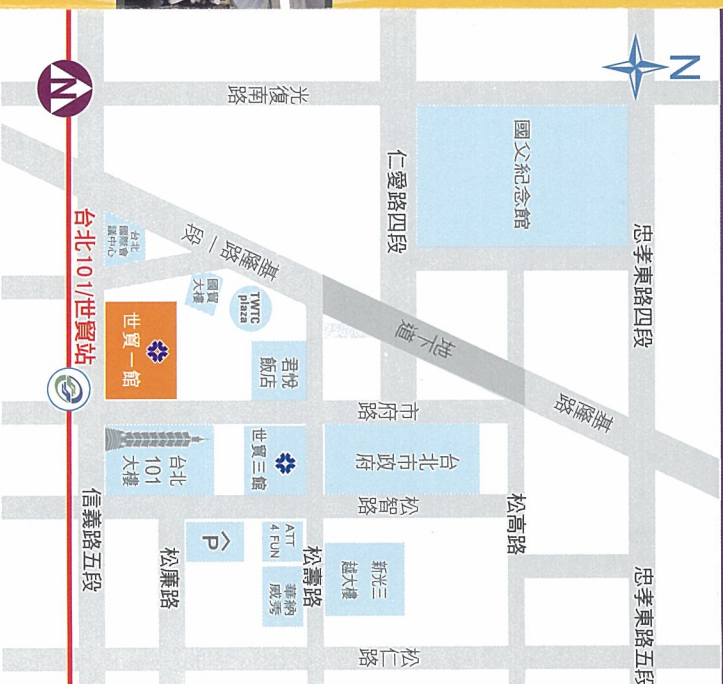 N
忠孝東路四段
忠孝東路五段
國父紀念館
光復南路
仁愛路四段
基隆路
地下道
基隆路一段
松高路
市府路
台北
市政府
松智路
新光三
越大樓
松仁路
松壽路
君悅
飯店
TWTC
plaza
國貿
大樓
台北
國際會
議中心
世貿一館
世貿三館
台北
101
大樓
ATT
4 FUN
華納
威秀
P
松廉路
信義路五段
台北101/世貿站
N